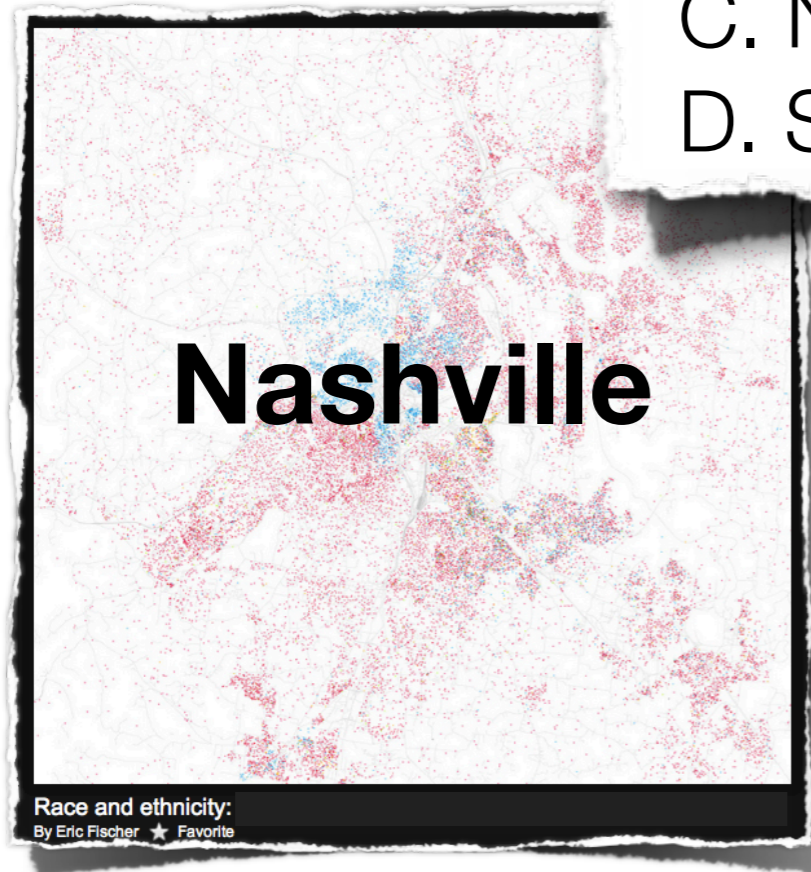 C. N
D. S
Nashville
Race and ethnicity:
By Eric Fischer ★ Favorite